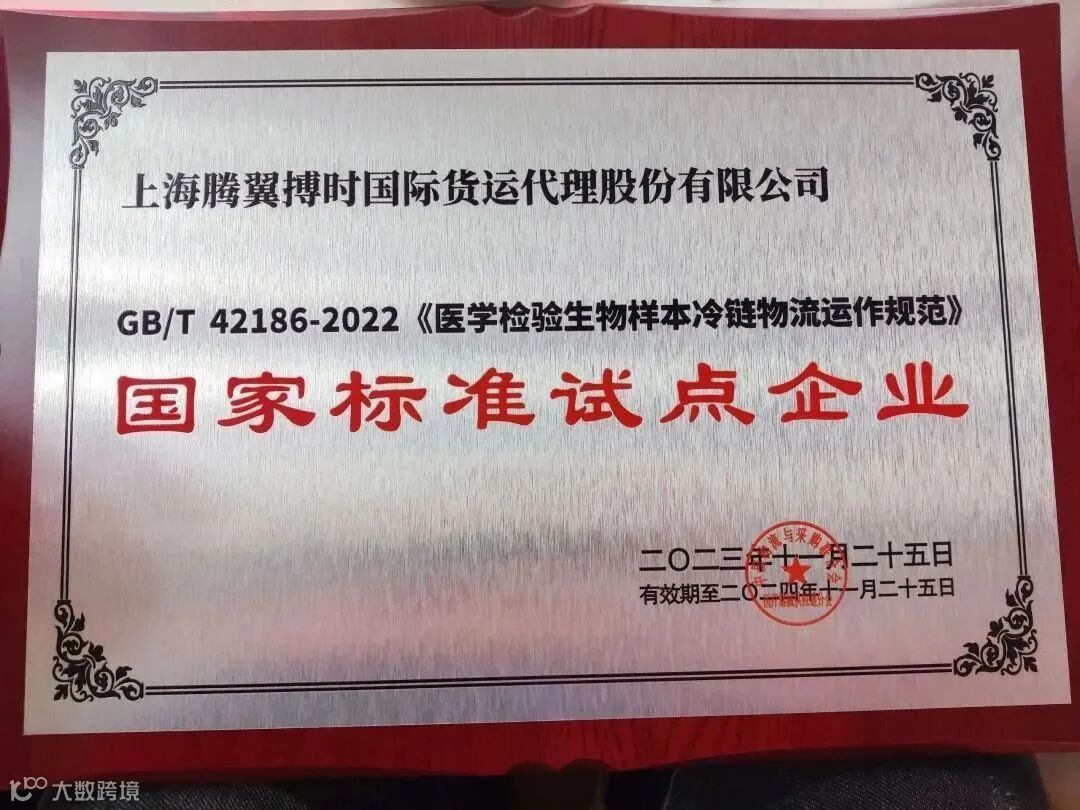 上海腾翼搏时国际货运代理股份有限公司
GB/T 42186-2022《医学检验生物样本冷链物流运作规范》
国家标准试点企业
二〇二三年十一月二十五日
有效期至二〇二四年十一月二十五日
大数跨境